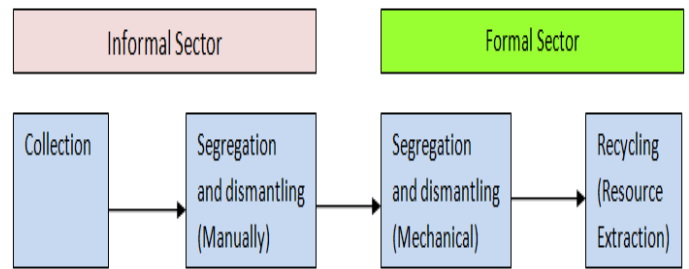 Informal Sector
Formal Sector
Collection
Segregation
and dismantling
(Manually)
Segregation
and dismantling
(Mechanical)
Recycling
(Resource
Extraction)